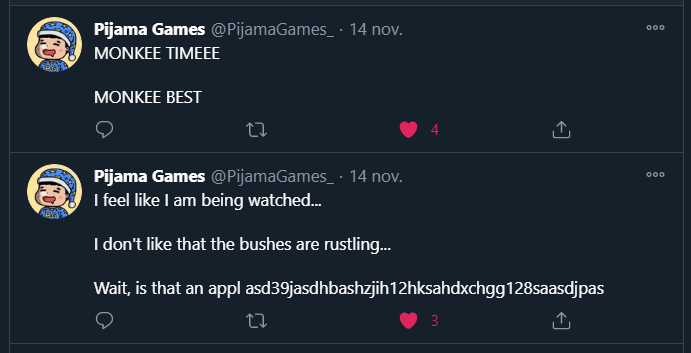 Pijama Games @PijamaGames_ · 14 nov.
MONKEE TIMEEE
MONKEE BEST
4
Pijama Games @PijamaGames_ · 14 nov.
I feel like I am being watched...
I don't like that the bushes are rustling...
Wait, is that an appl asd39jasdhbashzjih12hksahdxchgg128saasdjpas
3